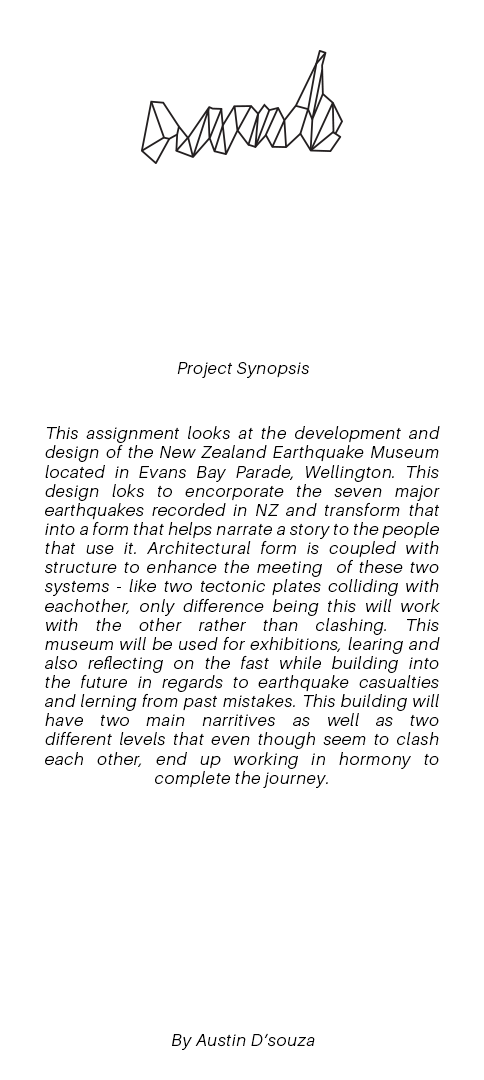 Project Synopsis
This assignment looks at the development and
design of the New Zealand Earthquake Museum
located in Evans Bay Parade, Wellington. This
design loks to encorporate the seven major
earthquakes recorded in NZ and transform that
into a form that helps narrate a story to the people
that use it. Architectural form is coupled with
structure to enhance the meeting of these two
systems - like two tectonic plates colliding with
eachother, only difference being this will work
with the other rather than clashing. This
museum will be used for exhibitions, learing and
also reflecting on the fast while building into
the future in regards to earthquake casualties
and lerning from past mistakes. This building will
have two main narritives as well as two
different levels that even though seem to clash
each other, end up working in hormony to
complete the journey.
By Austin D'souza